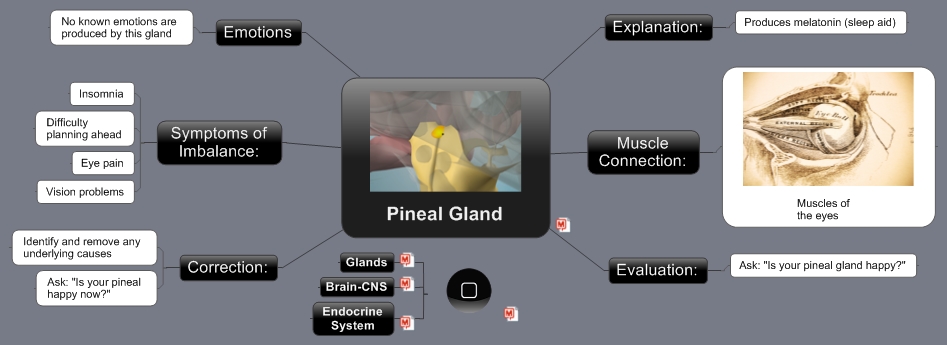 No known emotions are
produced by this gland
Emotions
Explanation:
Produces melatonin (sleep aid)
Insomnia
Difficulty
planning ahead
Eye pain
Vision problems
Symptoms of
Imbalance:
Pineal Gland
Muscle
Connection:
Eye Ball
EXTERNAL RECTUS
Muscles of
the eyes
Identify and remove any
underlying causes
Ask: "Is your pineal
happy now?"
Correction:
Glands
Brain-CNS
Endocrine
System
Evaluation:
Ask: "Is your pineal gland happy?"